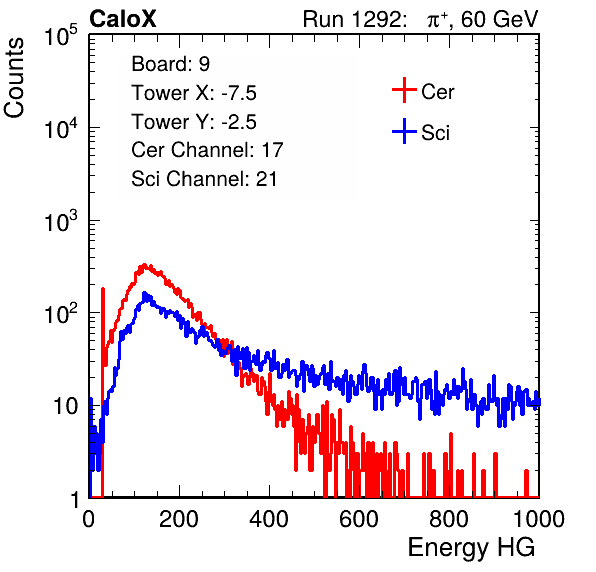 CaloX Run 1292: π⁺, 60 GeV
Counts
Board: 9
Tower X: -7.5
Tower Y: -2.5
Cer Channel: 17
Sci Channel: 21
Cer
Sci
10⁵
10⁴
10³
10²
10
1
0 200 400 600 800 1000
Energy HG